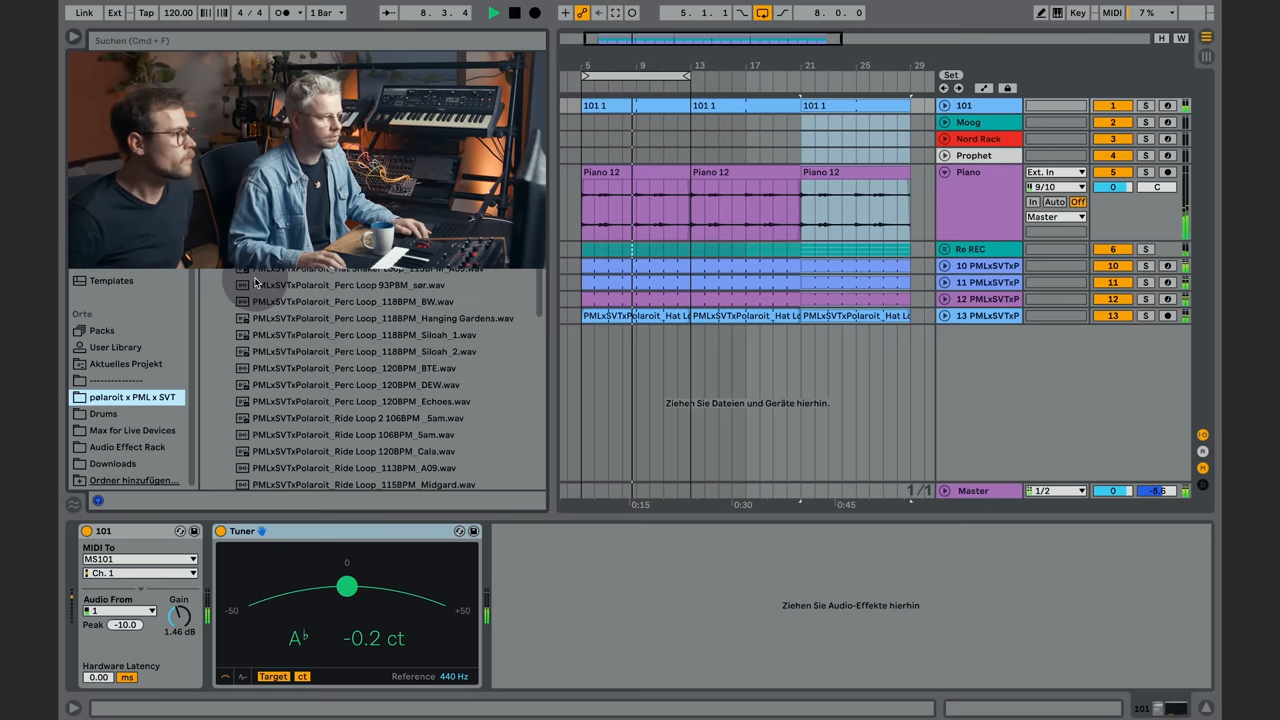 Link Ext Tap 120.00 4 / 4 1 Bar 8. 3. 4 5. 1. 1 8. 0. 0 Key MIDI 7 %
Suchen (Cmd + F)
H W
5 9 13 17 21 25 29
Set
101 1 101 1 101 1 101 1 S
Moog 2 S
Nord Rack 3 S
Prophet 4 S
Piano 12 Piano 12 Piano 12 Piano Ext. In 5 S
9/10 0 C
In Auto Off
Master
Re REC 6 S
10 PMLxSVTxP 10 S
11 PMLxSVTxP 11 S
12 PMLxSVTxP 12 S
PMLxSVTxPolaroit_Hat Lo PMLxSVTxPolaroit_Hat Lo PMLxSVTxPolaroit_Hat Lo 13 PMLxSVTxP 13 S
Ziehen Sie Dateien und Geräte hierhin.
1/1 Master 1/2 0 -8.6
0:15 0:30 0:45
Templates
Orte
Packs
User Library
Aktuelles Projekt
---------------
pølaroit x PML x SVT
Drums
Max for Live Devices
Audio Effect Rack
Downloads
Ordner hinzufügen...
PMLxSVTxPolaroit_Perc Loop 93PBM_sør.wav
PMLxSVTxPolaroit_Perc Loop_118BPM_BW.wav
PMLxSVTxPolaroit_Perc Loop_118BPM_Hanging Gardens.wav
PMLxSVTxPolaroit_Perc Loop_118BPM_Siloah_1.wav
PMLxSVTxPolaroit_Perc Loop_118BPM_Siloah_2.wav
PMLxSVTxPolaroit_Perc Loop_120BPM_BTE.wav
PMLxSVTxPolaroit_Perc Loop_120BPM_DEW.wav
PMLxSVTxPolaroit_Perc Loop_120BPM_Echoes.wav
PMLxSVTxPolaroit_Ride Loop 2 106BPM _5am.wav
PMLxSVTxPolaroit_Ride Loop 106BPM_5am.wav
PMLxSVTxPolaroit_Ride Loop 120BPM_Cala.wav
PMLxSVTxPolaroit_Ride Loop_113BPM_A09.wav
PMLxSVTxPolaroit_Ride Loop_115BPM_Midgard.wav
101
MIDI To
MS101
Ch. 1
Audio From Gain
1
Peak -10.0 1.46 dB
Hardware Latency
0.00 ms
Tuner
0
-50 +50
A♭ -0.2 ct
Target ct Reference 440 Hz
Ziehen Sie Audio-Effekte hierhin
101